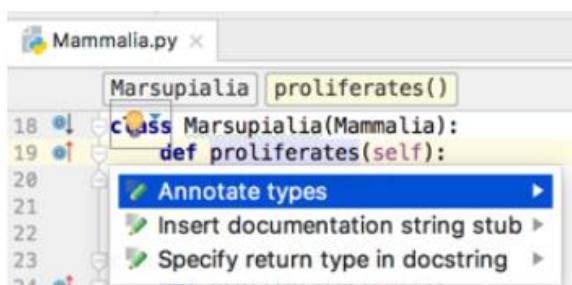 Mammalia.py
Marsupialia proliferates()
18 class Marsupialia(Mammalia):
19 def proliferates(self):
20 Annotate types
21
22 Insert documentation string stub
23 Specify return type in docstring